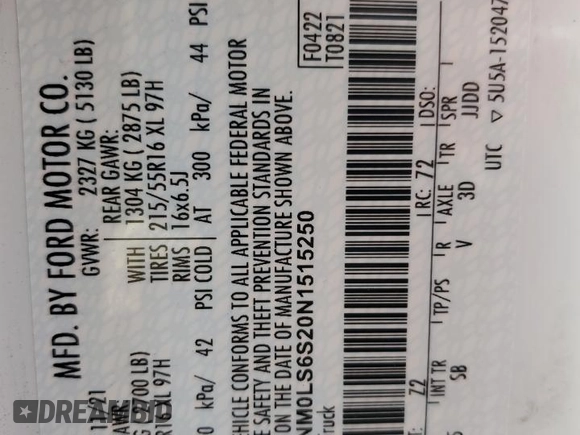 MFD. BY FORD MOTOR CO.
GVWR: 2327 KG ( 5130 LB)
REAR GAWR:
WITH 1304 KG ( 2875 LB)
TIRES 215/55R16 XL 97H
RIMS 16x6.5J
0 kPa/ 42 PSI COLD AT 300 kPa/ 44 PSI
VEHICLE CONFORMS TO ALL APPLICABLE FEDERAL MOTOR
E SAFETY AND THEFT PREVENTION STANDARDS IN
ON THE DATE OF MANUFACTURE SHOWN ABOVE.
NM0LS6S20N1515250
ruck
F0422
T0821
Z2 RC: 72 DSO:
INT TR TP/PS R AXLE TR SPR
SB V 3D JJDD
UTC ▽ 5U5A-152047
DREAMBID